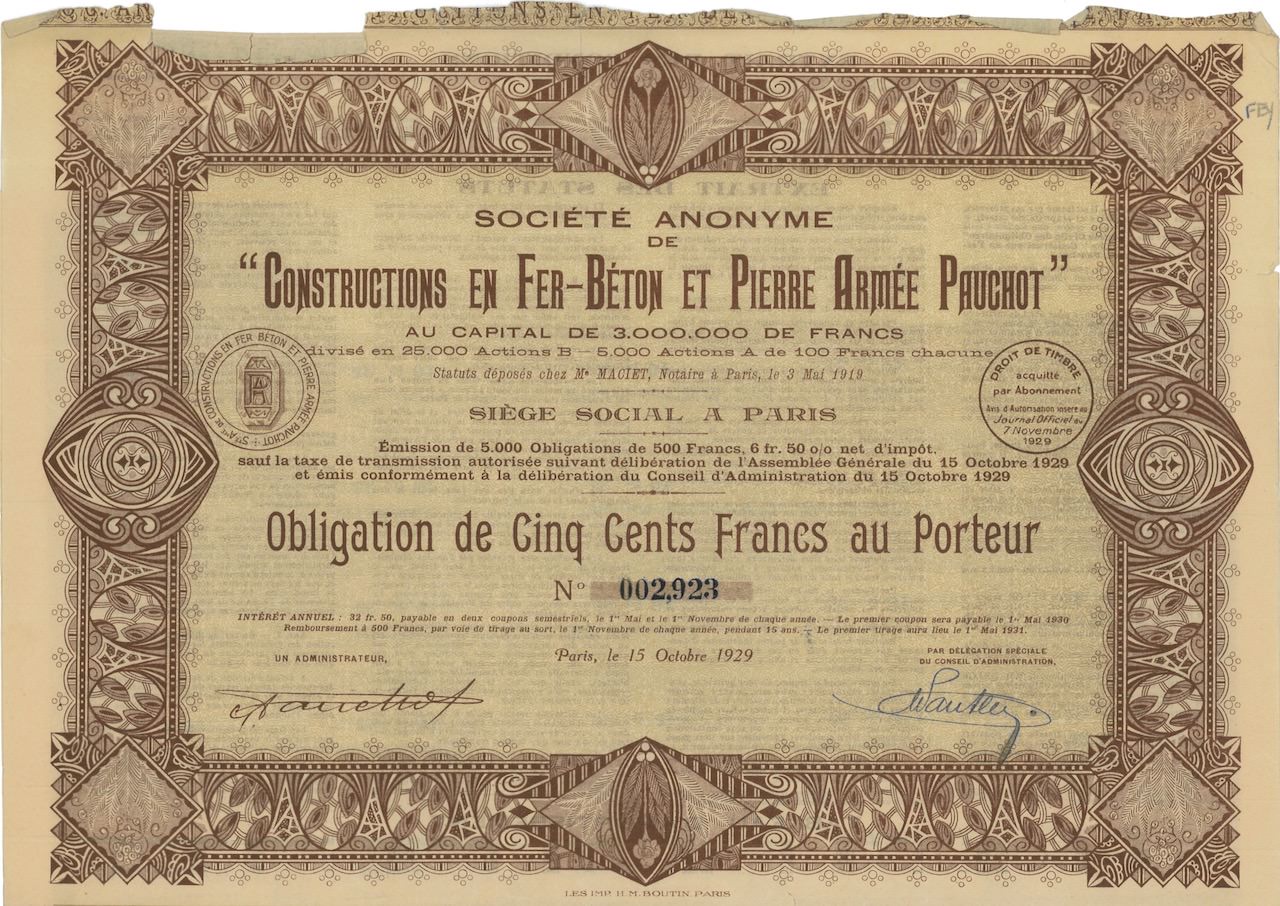 FBy
SOCIÉTÉ ANONYME
DE
“CONSTRUCTIONS EN FER-BÉTON ET PIERRE ARMÉE PAUCHOT”
AU CAPITAL DE 3.000.000 DE FRANCS
divisé en 25.000 Actions B — 5.000 Actions A de 100 Francs chacune
Statuts déposés chez Me MACIET, Notaire à Paris, le 3 Mai 1919
SIÈGE SOCIAL A PARIS
Sté Ame DE CONSTRUCTIONS EN FER BÉTON ET PIERRE ARMÉE PAUCHOT
DROIT DE TIMBRE
acquitté
par Abonnement
Avis d'Autorisation inséré au
Journal Officiel du
7 Novembre
1929
Émission de 5.000 Obligations de 500 Francs, 6 fr. 50 o/o net d'impôt.
sauf la taxe de transmission autorisée suivant délibération de l'Assemblée Générale du 15 Octobre 1929
et émis conformément à la délibération du Conseil d'Administration du 15 Octobre 1929
Obligation de Cinq Cents Francs au Porteur
No 002,923
INTÉRÊT ANNUEL : 32 fr. 50, payable en deux coupons semestriels, le 1er Mai et le 1er Novembre de chaque année. — Le premier coupon sera payable le 1er Mai 1930
Remboursement à 500 Francs, par voie de tirage au sort, le 1er Novembre de chaque année, pendant 15 ans. — Le premier tirage aura lieu le 1er Mai 1931.
UN ADMINISTRATEUR,
Paris, le 15 Octobre 1929
PAR DÉLÉGATION SPÉCIALE
DU CONSEIL D'ADMINISTRATION,
LES IMP. H. M. BOUTIN. PARIS